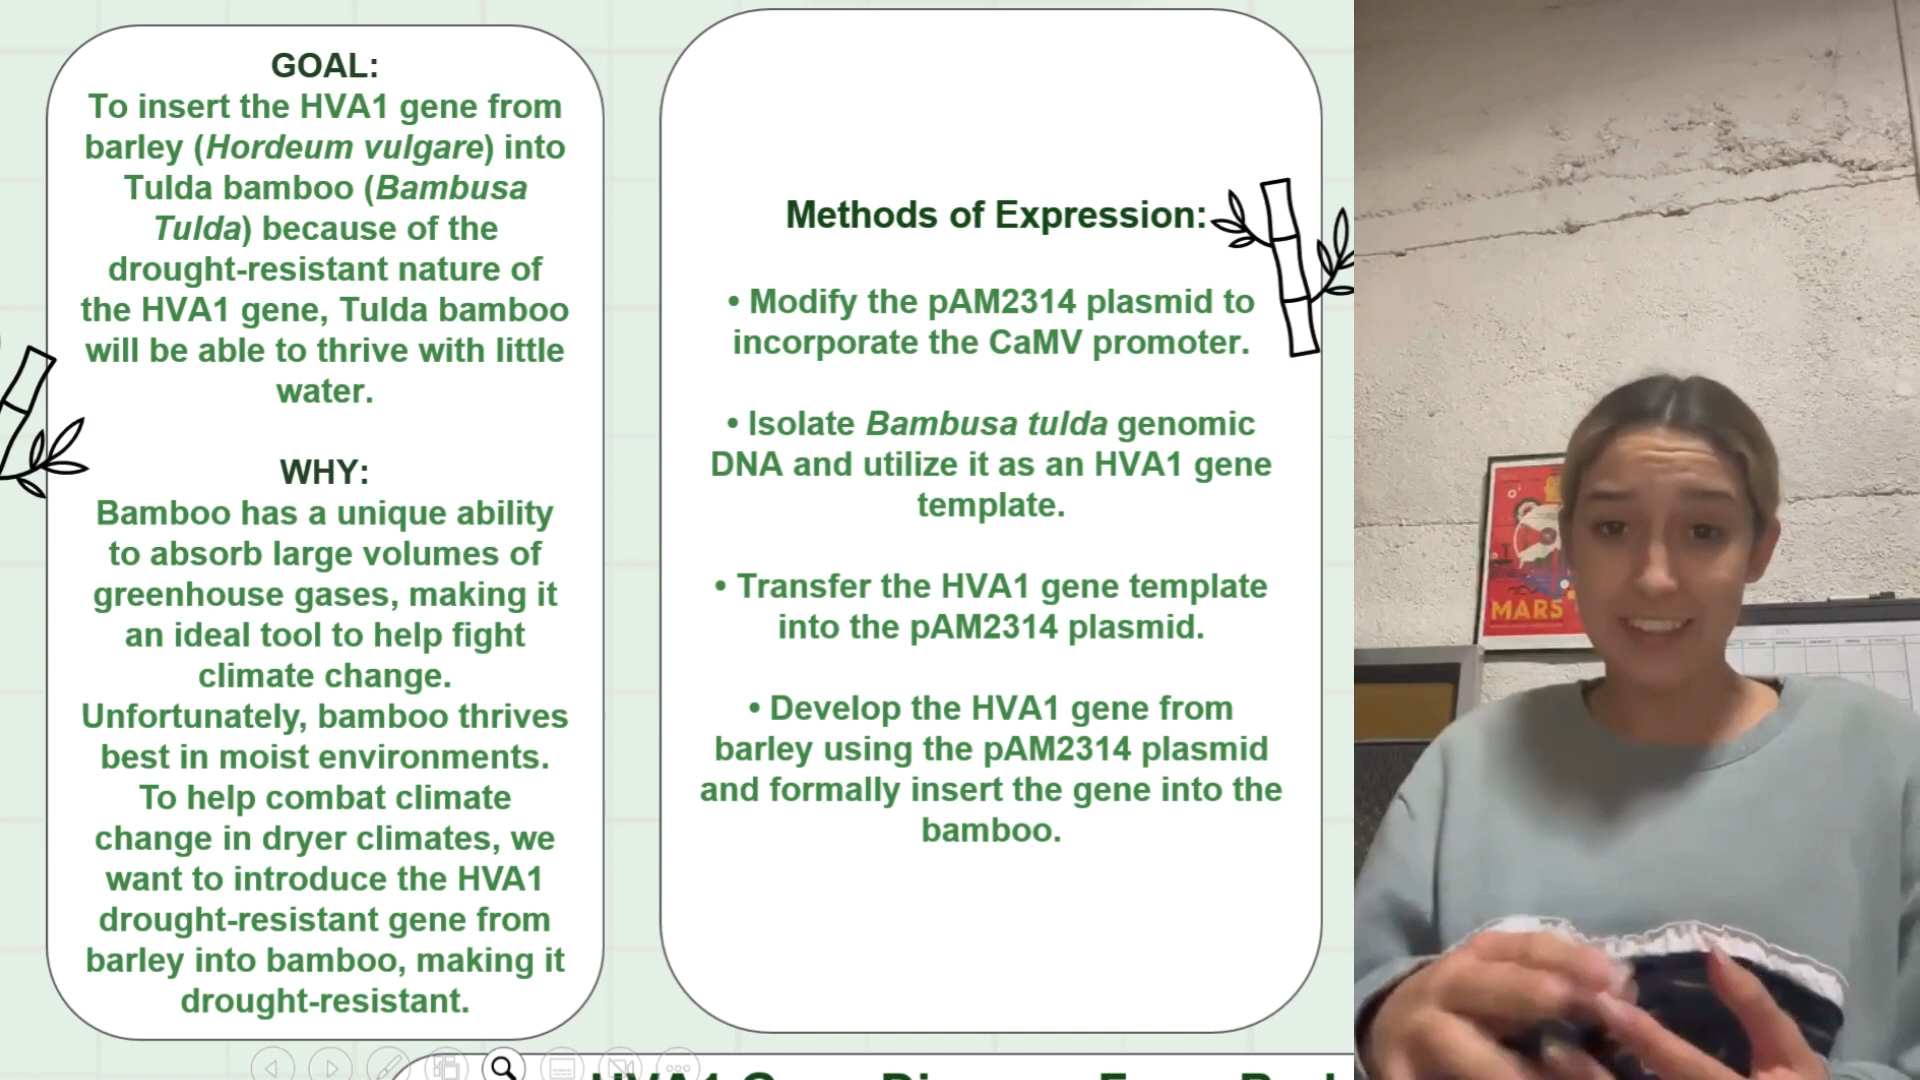 GOAL:
To insert the HVA1 gene from
barley (Hordeum vulgare) into
Tulda bamboo (Bambusa
Tulda) because of the
drought-resistant nature of
the HVA1 gene, Tulda bamboo
will be able to thrive with little
water.
WHY:
Bamboo has a unique ability
to absorb large volumes of
greenhouse gases, making it
an ideal tool to help fight
climate change.
Unfortunately, bamboo thrives
best in moist environments.
To help combat climate
change in dryer climates, we
want to introduce the HVA1
drought-resistant gene from
barley into bamboo, making it
drought-resistant.
Methods of Expression:
• Modify the pAM2314 plasmid to
incorporate the CaMV promoter.
• Isolate Bambusa tulda genomic
DNA and utilize it as an HVA1 gene
template.
• Transfer the HVA1 gene template
into the pAM2314 plasmid.
• Develop the HVA1 gene from
barley using the pAM2314 plasmid
and formally insert the gene into the
bamboo.
MARS